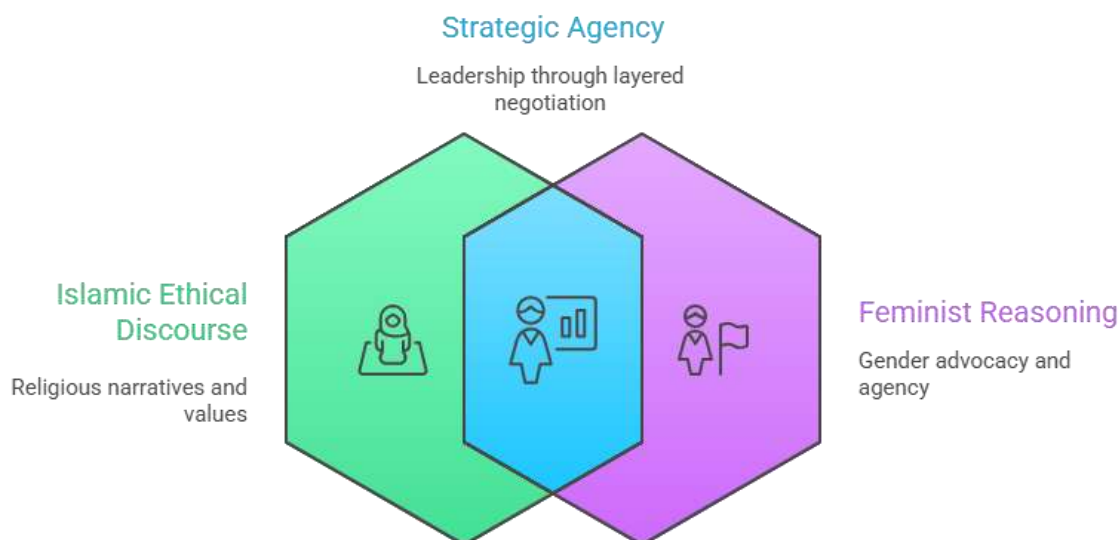 Strategic Agency
Leadership through layered
negotiation
Islamic Ethical
Discourse
Religious narratives and
values
Feminist Reasoning
Gender advocacy and
agency